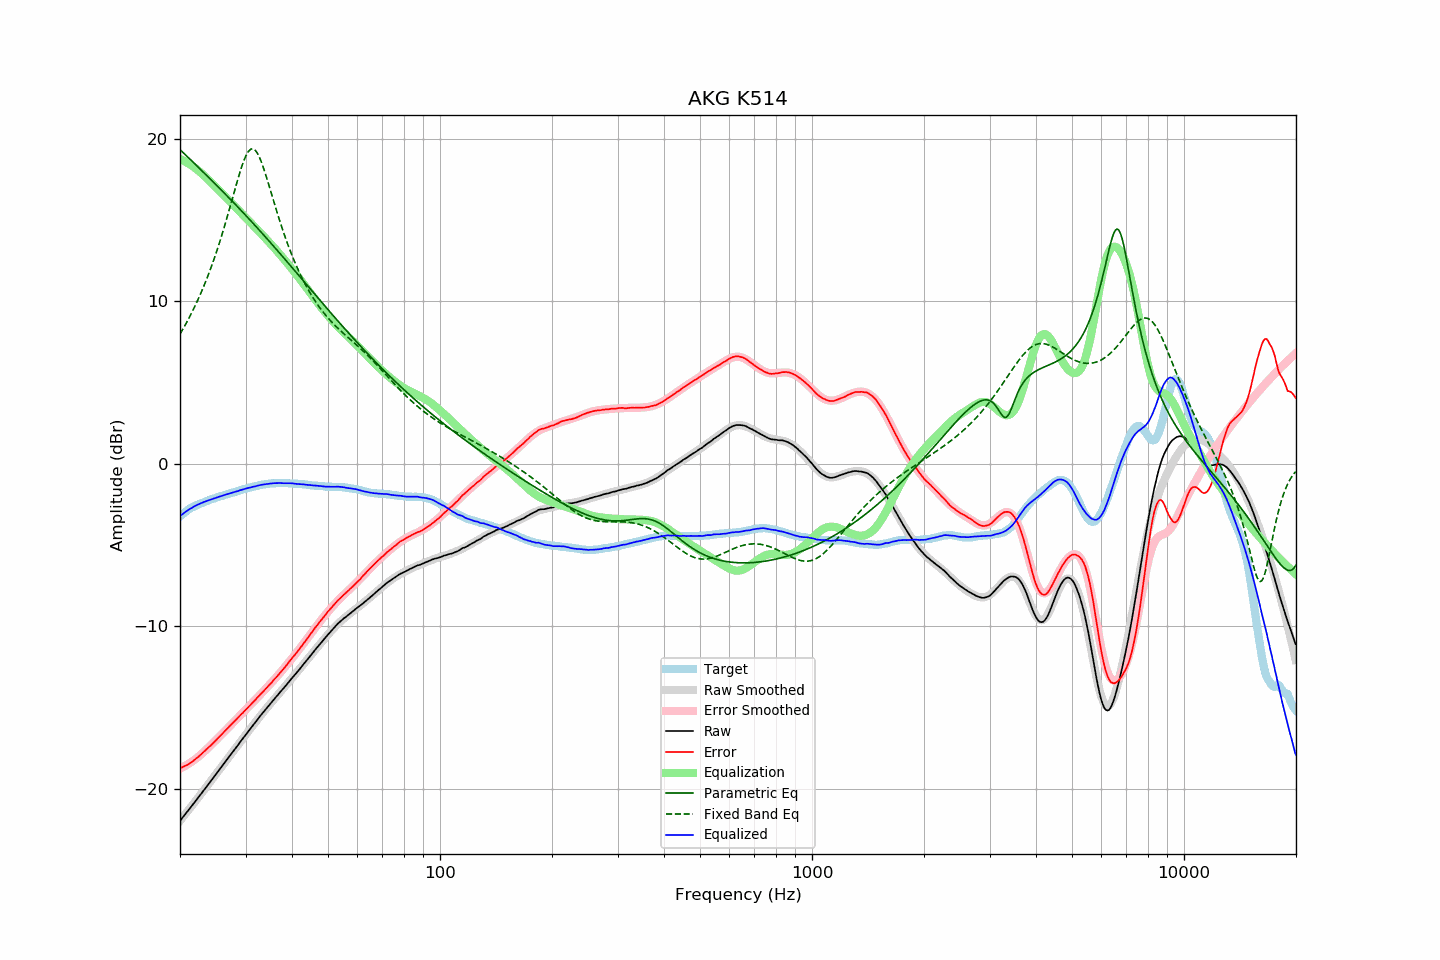 AKG K514
20
10
0
−10
−20
Amplitude (dBr)
Target
Raw Smoothed
Error Smoothed
Raw
Error
Equalization
Parametric Eq
Fixed Band Eq
Equalized
100 1000 10000
Frequency (Hz)